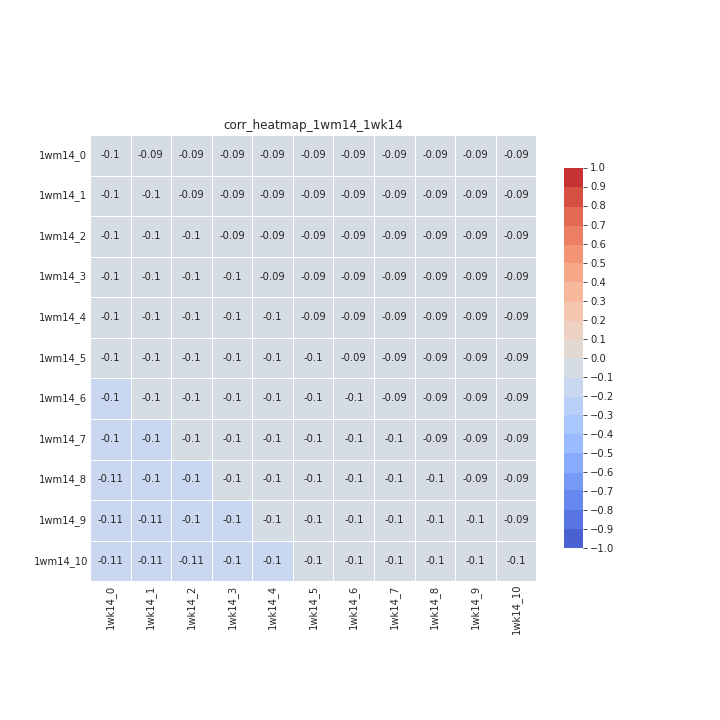 corr_heatmap_1wm14_1wk14
1wm14_0 -0.1 -0.09 -0.09 -0.09 -0.09 -0.09 -0.09 -0.09 -0.09 -0.09 -0.09
1wm14_1 -0.1 -0.1 -0.09 -0.09 -0.09 -0.09 -0.09 -0.09 -0.09 -0.09 -0.09
1wm14_2 -0.1 -0.1 -0.1 -0.09 -0.09 -0.09 -0.09 -0.09 -0.09 -0.09 -0.09
1wm14_3 -0.1 -0.1 -0.1 -0.1 -0.09 -0.09 -0.09 -0.09 -0.09 -0.09 -0.09
1wm14_4 -0.1 -0.1 -0.1 -0.1 -0.1 -0.09 -0.09 -0.09 -0.09 -0.09 -0.09
1wm14_5 -0.1 -0.1 -0.1 -0.1 -0.1 -0.1 -0.09 -0.09 -0.09 -0.09 -0.09
1wm14_6 -0.1 -0.1 -0.1 -0.1 -0.1 -0.1 -0.1 -0.09 -0.09 -0.09 -0.09
1wm14_7 -0.1 -0.1 -0.1 -0.1 -0.1 -0.1 -0.1 -0.1 -0.09 -0.09 -0.09
1wm14_8 -0.11 -0.1 -0.1 -0.1 -0.1 -0.1 -0.1 -0.1 -0.1 -0.09 -0.09
1wm14_9 -0.11 -0.11 -0.1 -0.1 -0.1 -0.1 -0.1 -0.1 -0.1 -0.1 -0.09
1wm14_10 -0.11 -0.11 -0.11 -0.1 -0.1 -0.1 -0.1 -0.1 -0.1 -0.1 -0.1
1wk14_0 1wk14_1 1wk14_2 1wk14_3 1wk14_4 1wk14_5 1wk14_6 1wk14_7 1wk14_8 1wk14_9 1wk14_10
1.0
0.9
0.8
0.7
0.6
0.5
0.4
0.3
0.2
0.1
0.0
−0.1
−0.2
−0.3
−0.4
−0.5
−0.6
−0.7
−0.8
−0.9
−1.0